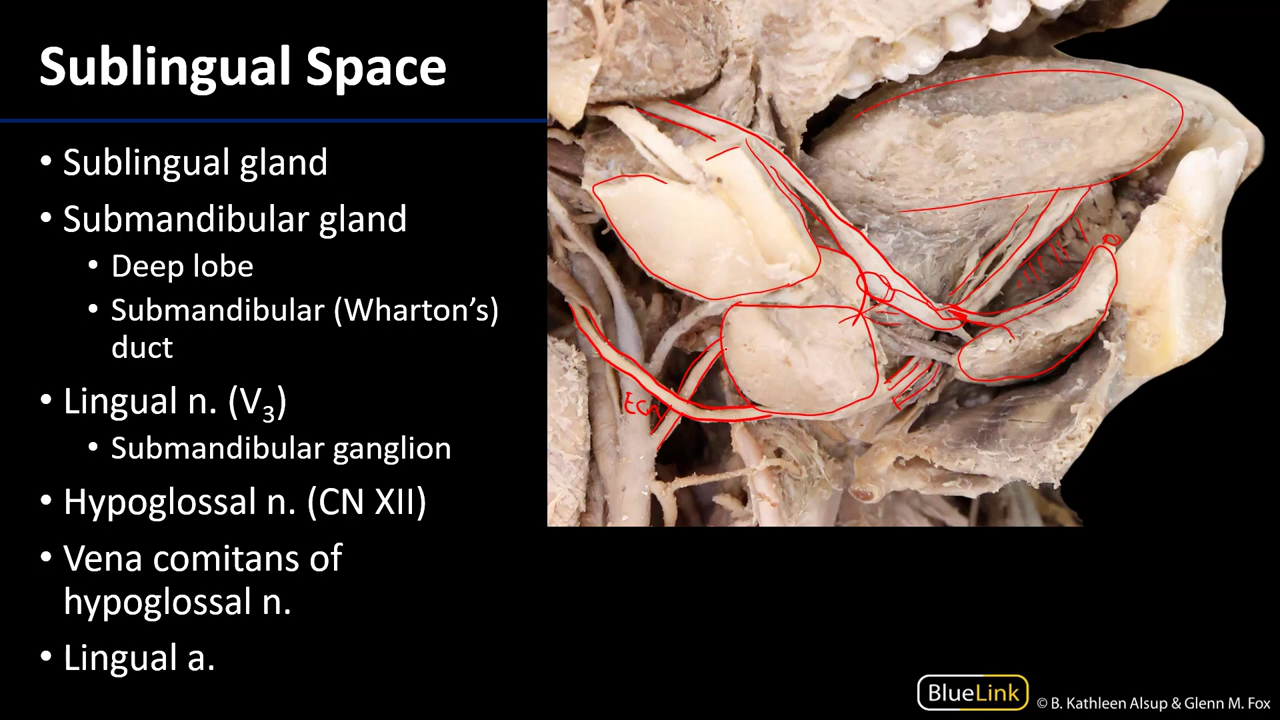 Sublingual Space
• Sublingual gland
• Submandibular gland
• Deep lobe
• Submandibular (Wharton’s)
duct
• Lingual n. (V₃)
• Submandibular ganglion
• Hypoglossal n. (CN XII)
• Vena comitans of
hypoglossal n.
• Lingual a.
BlueLink
© B. Kathleen Alsup & Glenn M. Fox